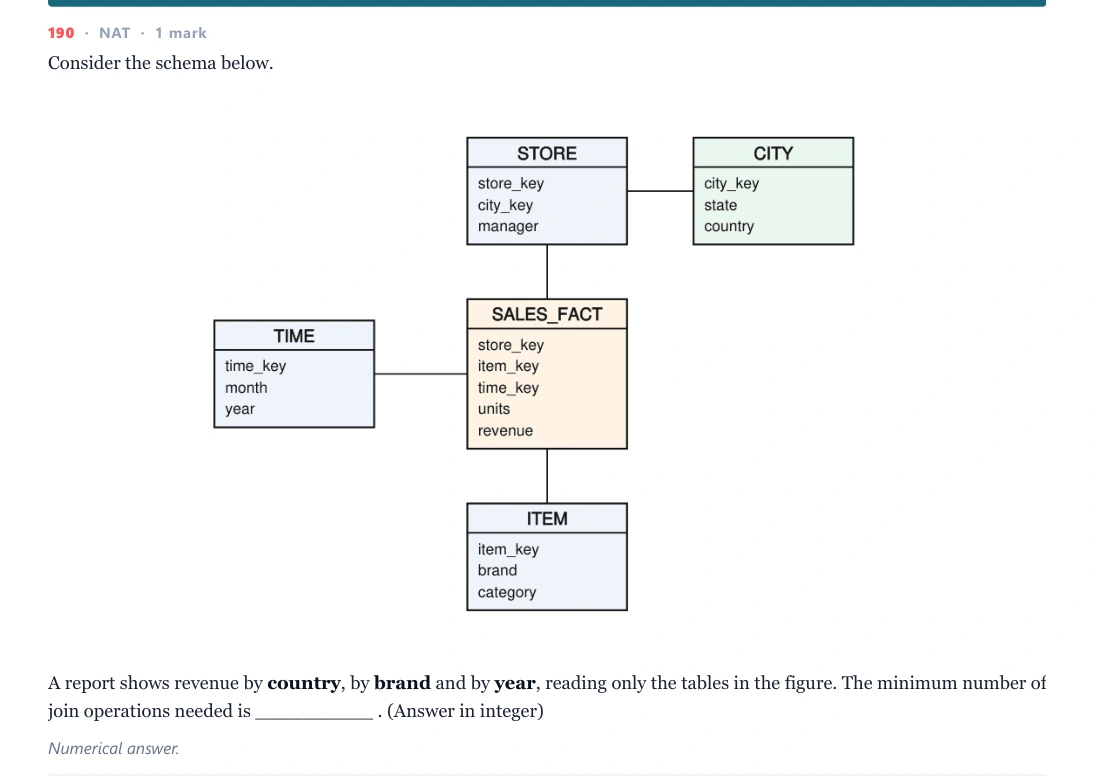 190 · NAT · 1 mark
Consider the schema below.
STORE
store_key
city_key
manager
CITY
city_key
state
country
TIME
time_key
month
year
SALES_FACT
store_key
item_key
time_key
units
revenue
ITEM
item_key
brand
category
A report shows revenue by country, by brand and by year, reading only the tables in the figure. The minimum number of
join operations needed is ____________ . (Answer in integer)
Numerical answer.